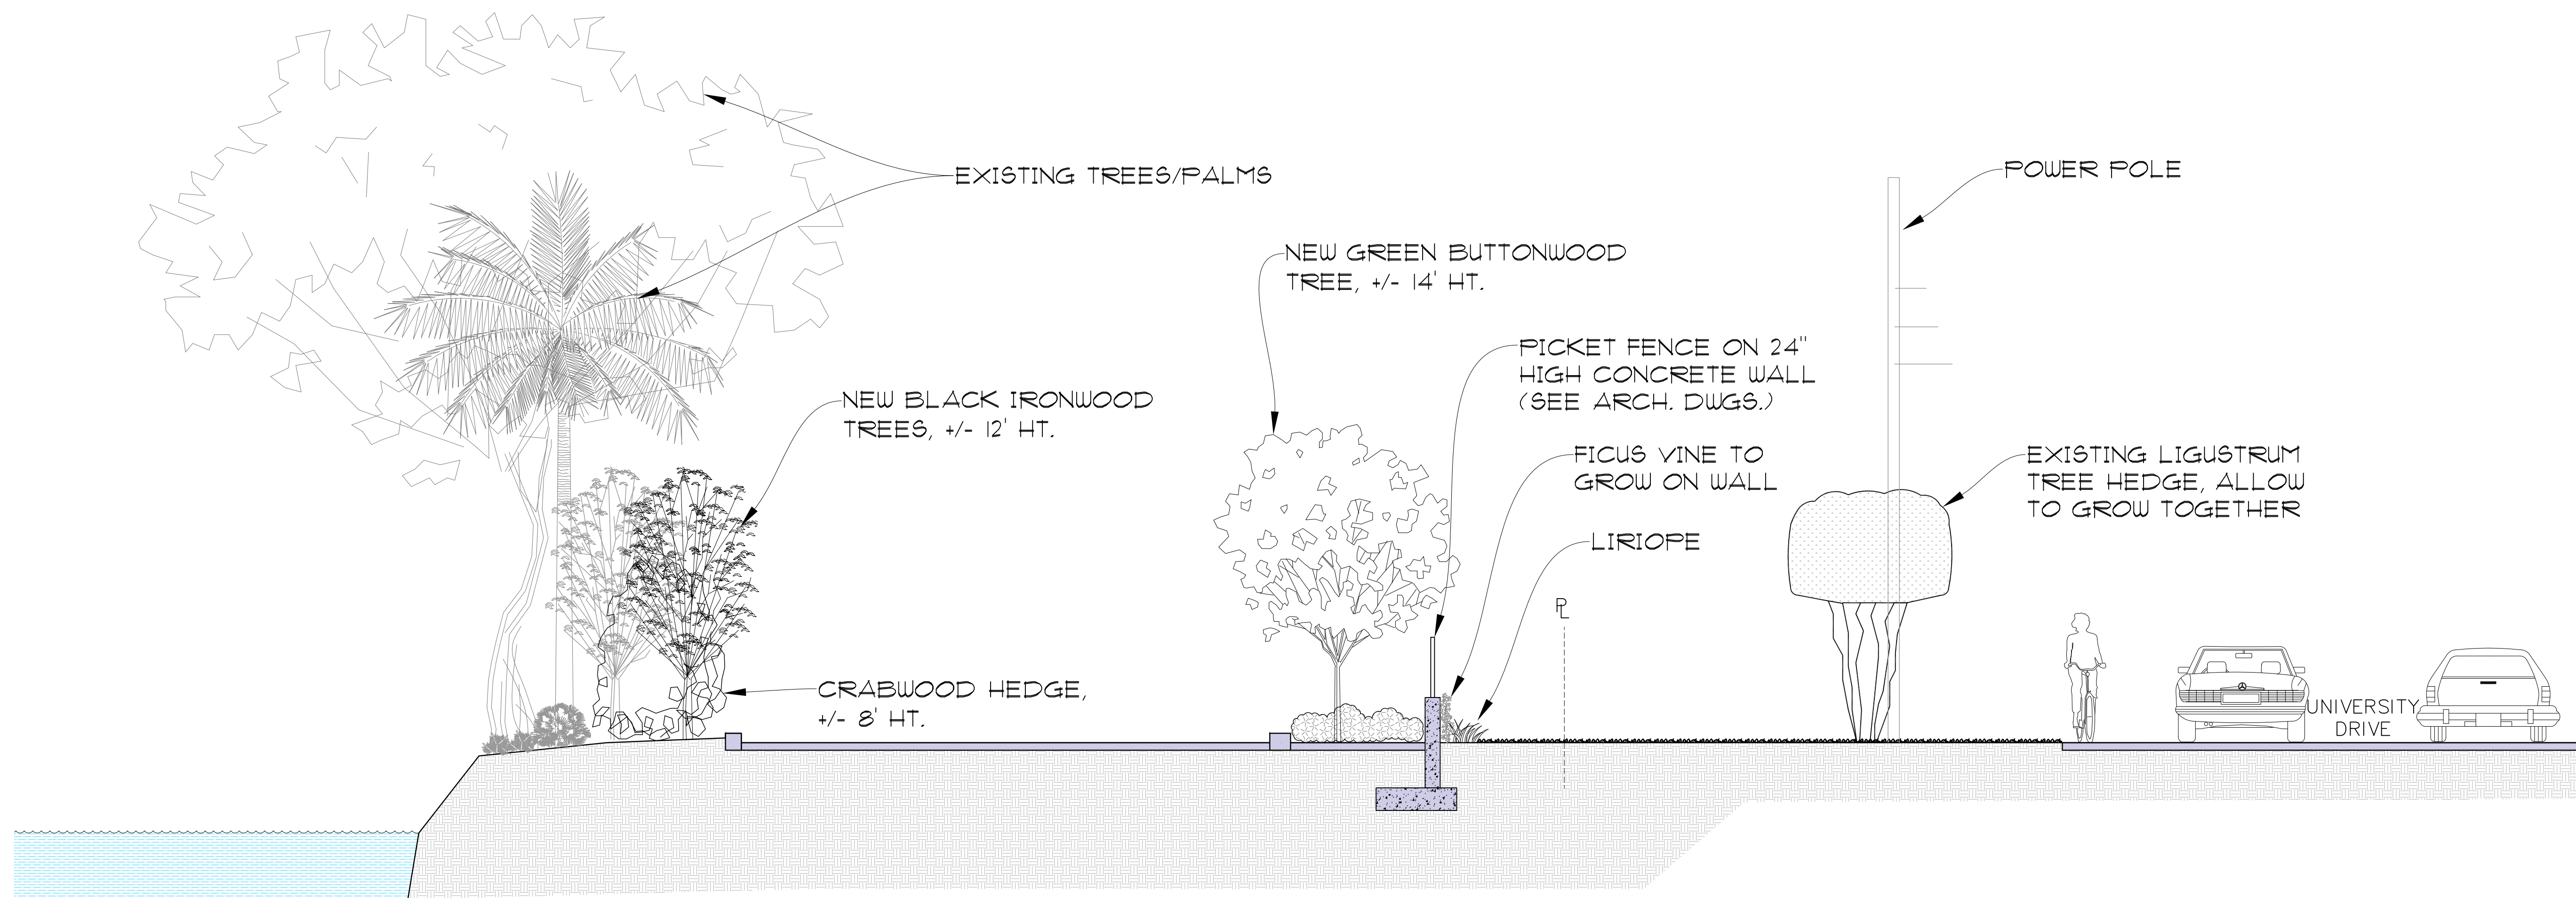 EXISTING TREES/PALMS
POWER POLE
NEW GREEN BUTTONWOOD
TREE, +/- 14' HT.
PICKET FENCE ON 24"
HIGH CONCRETE WALL
(SEE ARCH. DWGS.)
NEW BLACK IRONWOOD
TREES, +/- 12' HT.
FICUS VINE TO
GROW ON WALL
EXISTING LIGUSTRUM
TREE HEDGE, ALLOW
TO GROW TOGETHER
LIRIOPE
PL
CRABWOOD HEDGE,
+/- 8' HT.
UNIVERSITY
DRIVE